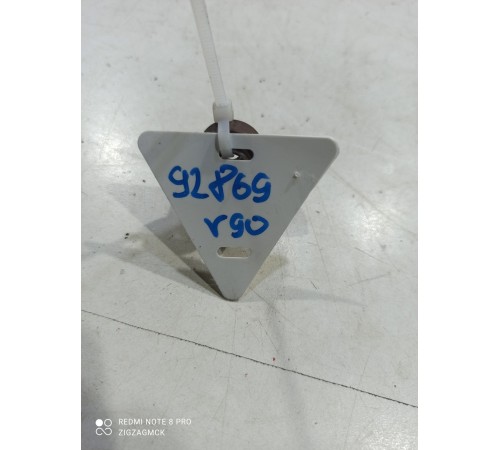 92869
r90
REDMI NOTE 8 PRO
ZIGZAGMCK